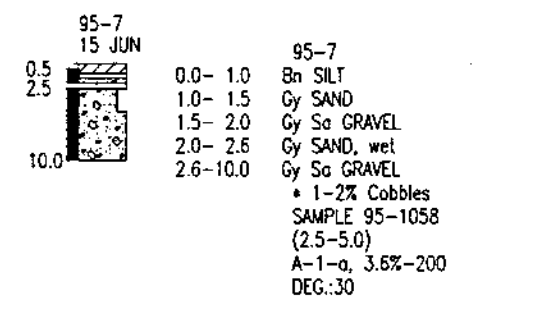 95-7
15 JUN
0.5
2.5
10.0
95-7
0.0- 1.0 Bn SILT
1.0- 1.5 Gy SAND
1.5- 2.0 Gy Sa GRAVEL
2.0- 2.6 Gy SAND, wet
2.6-10.0 Gy Sa GRAVEL
* 1-2% Cobbles
SAMPLE 95-1058
(2.5-5.0)
A-1-a, 3.6%-200
DEG.:30